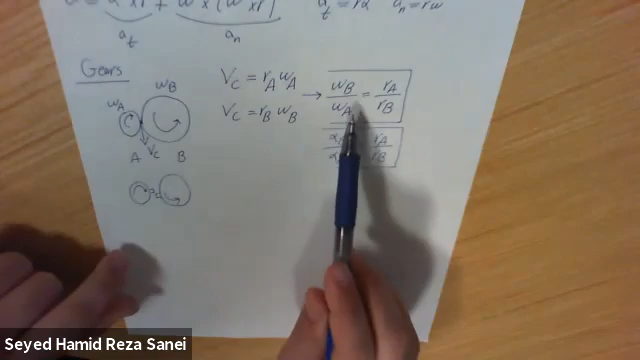 a_t
a_n
a_t = rα a_n = rω
Gears
ω_A ω_B
V_C = r_A ω_A
V_C = r_B ω_B
→ ω_B/ω_A = r_A/r_B
r_A/r_B
V_C
A B
Seyed Hamid Reza Sanei